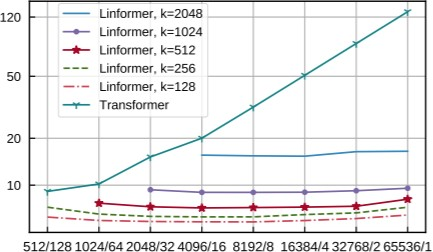 120
50
20
10
Linformer, k=2048
Linformer, k=1024
Linformer, k=512
Linformer, k=256
Linformer, k=128
Transformer
512/128 1024/64 2048/32 4096/16 8192/8 16384/4 32768/2 65536/1